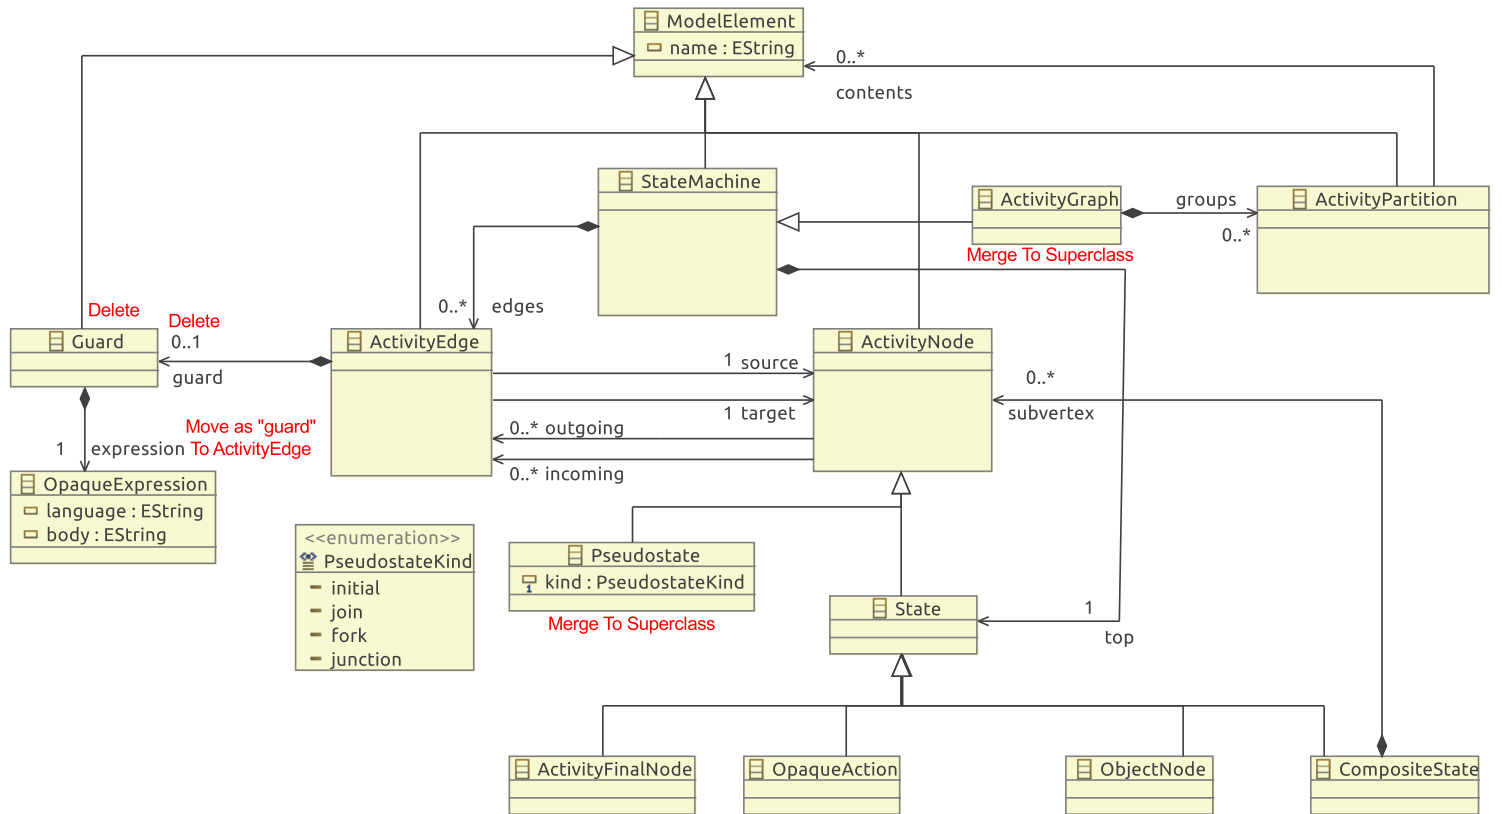 ModelElement
name : EString
0..*
contents
StateMachine
ActivityGraph
groups
ActivityPartition
0..*
Merge To Superclass
0..*
edges
Delete
Delete
Guard
0..1
guard
ActivityEdge
ActivityNode
1 source
0..*
1 target
subvertex
0..* outgoing
0..* incoming
Move as "guard"
To ActivityEdge
1
expression
OpaqueExpression
language : EString
body : EString
<<enumeration>>
PseudostateKind
initial
join
fork
junction
Pseudostate
1
kind : PseudostateKind
Merge To Superclass
State
1
top
ActivityFinalNode
OpaqueAction
ObjectNode
CompositeState